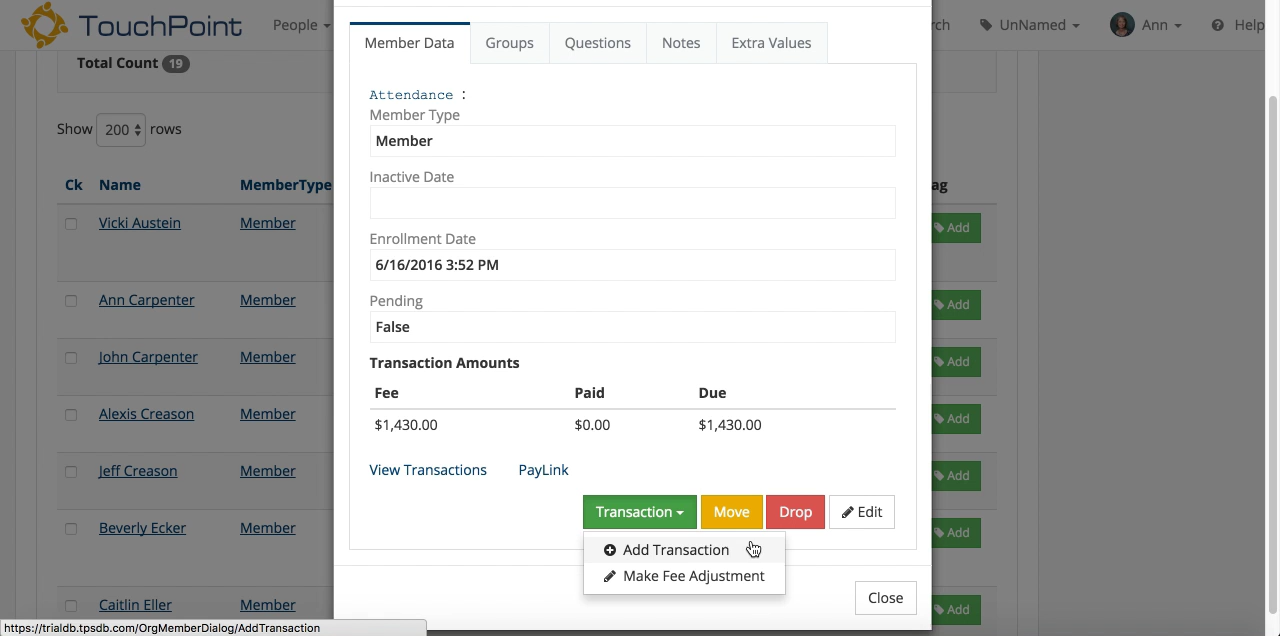 TouchPoint
People
rch
UnNamed
Ann
Help
Total Count 19
Show 200 rows
Ck Name MemberType
ag
Vicki Austein Member Add
Ann Carpenter Member Add
John Carpenter Member Add
Alexis Creason Member Add
Jeff Creason Member Add
Beverly Ecker Member Add
Caitlin Eller Member Add
Member Data
Groups
Questions
Notes
Extra Values
Attendance :
Member Type
Member
Inactive Date
Enrollment Date
6/16/2016 3:52 PM
Pending
False
Transaction Amounts
Fee Paid Due
$1,430.00 $0.00 $1,430.00
View Transactions PayLink
Transaction Move Drop Edit
Add Transaction
Make Fee Adjustment
Close
https://trialdb.tpsdb.com/OrgMemberDialog/AddTransaction